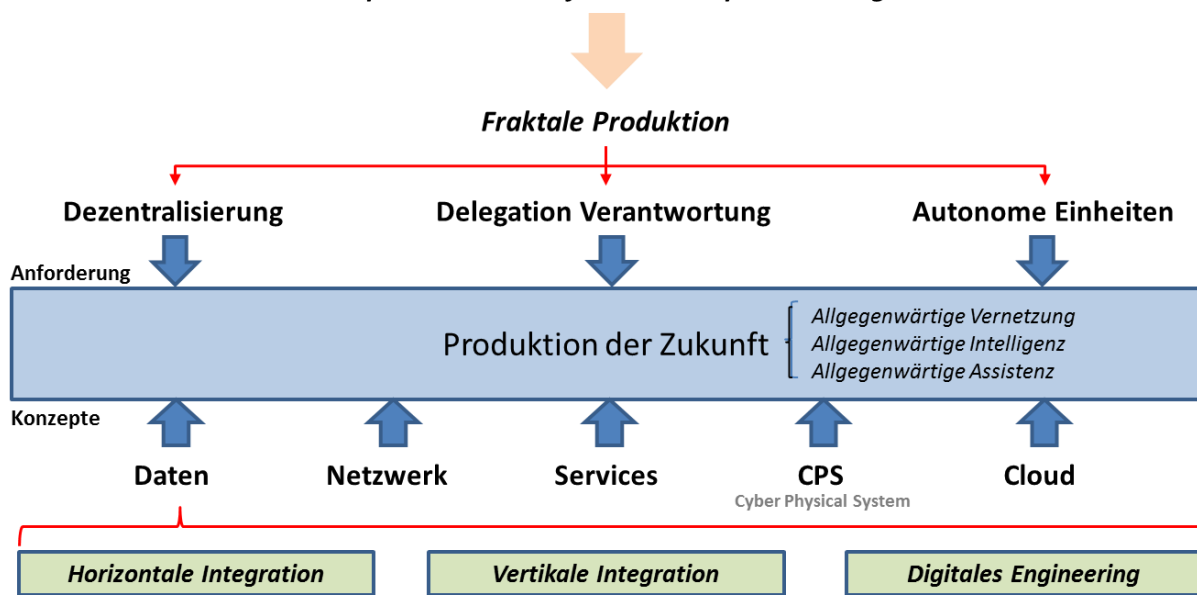 Fraktale Produktion
Dezentralisierung
Delegation Verantwortung
Autonome Einheiten
Anforderung
Produktion der Zukunft
Allgegenwärtige Vernetzung
Allgegenwärtige Intelligenz
Allgegenwärtige Assistenz
Konzepte
Daten
Netzwerk
Services
CPS
Cloud
Cyber Physical System
Horizontale Integration
Vertikale Integration
Digitales Engineering